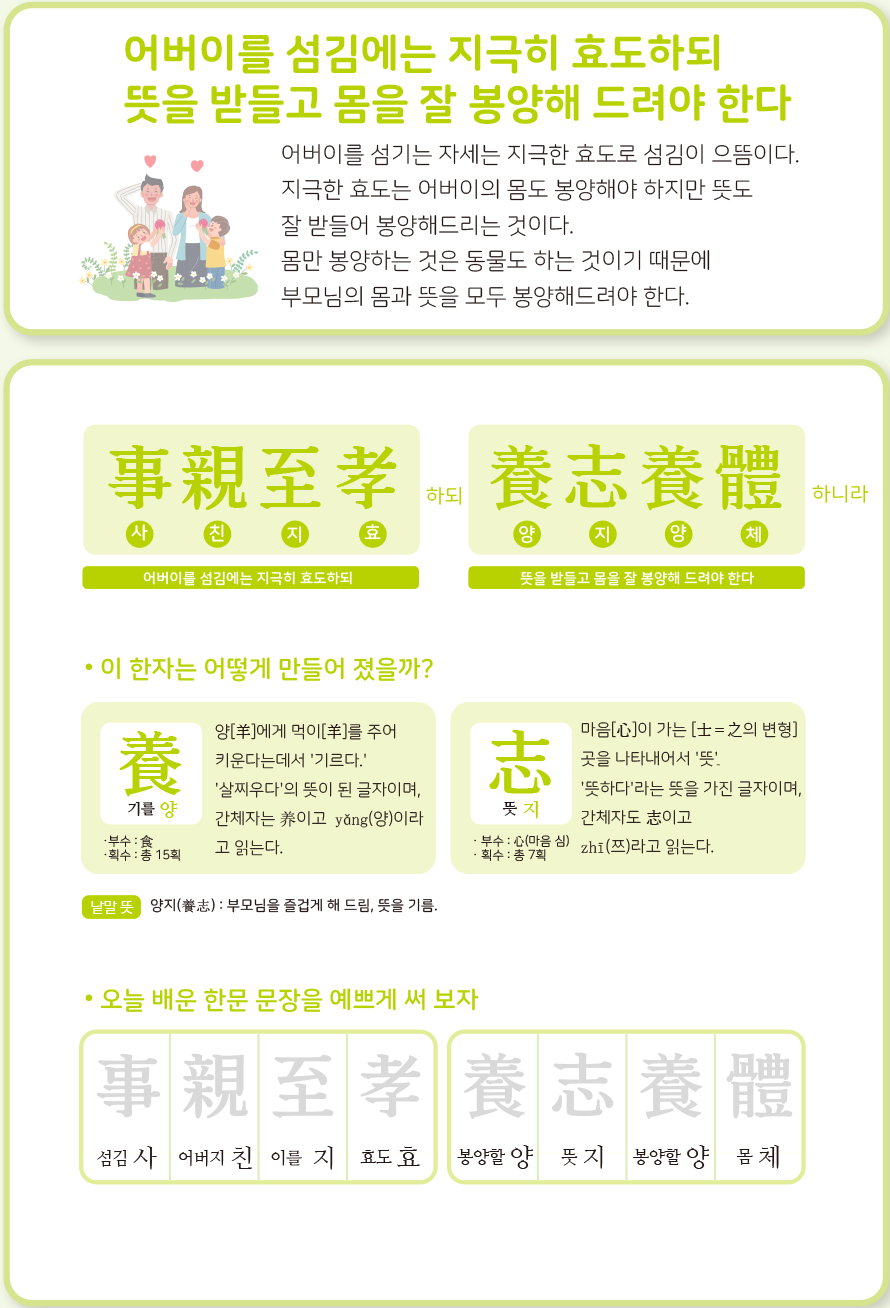 어버이를 섬김에는 지극히 효도하되
뜻을 받들고 몸을 잘 봉양해 드려야 한다
어버이를 섬기는 자세는 지극한 효도로 섬김이 으뜸이다.
지극한 효도는 어버이의 몸도 봉양해야 하지만 뜻도
잘 받들어 봉양해드리는 것이다.
몸만 봉양하는 것은 동물도 하는 것이기 때문에
부모님의 몸과 뜻을 모두 봉양해드려야 한다.
事親至孝 하되
사 친 지 효
어버이를 섬김에는 지극히 효도하되
養志養體 하니라
양 지 양 체
뜻을 받들고 몸을 잘 봉양해 드려야 한다
• 이 한자는 어떻게 만들어 졌을까?
養
기를 양
·부수 : 食
·획수 : 총 15획
양[羊]에게 먹이[羊]를 주어
키운다는데서 '기르다.'
'살찌우다'의 뜻이 된 글자이며,
간체자는 养이고 yǎng(양)이라
고 읽는다.
志
뜻 지
· 부수 : 心(마음 심)
· 획수 : 총 7획
마음[心]이 가는 [士=之의 변형]
곳을 나타내어서 '뜻'.
'뜻하다'라는 뜻을 가진 글자이며,
간체자도 志이고
zhī(쯔)라고 읽는다.
낱말 뜻 양지(養志) : 부모님을 즐겁게 해 드림, 뜻을 기름.
• 오늘 배운 한문 문장을 예쁘게 써 보자
事 親 至 孝 養 志 養 體
섬김 사 어버지 친 이를 지 효도 효 봉양할 양 뜻 지 봉양할 양 몸 체